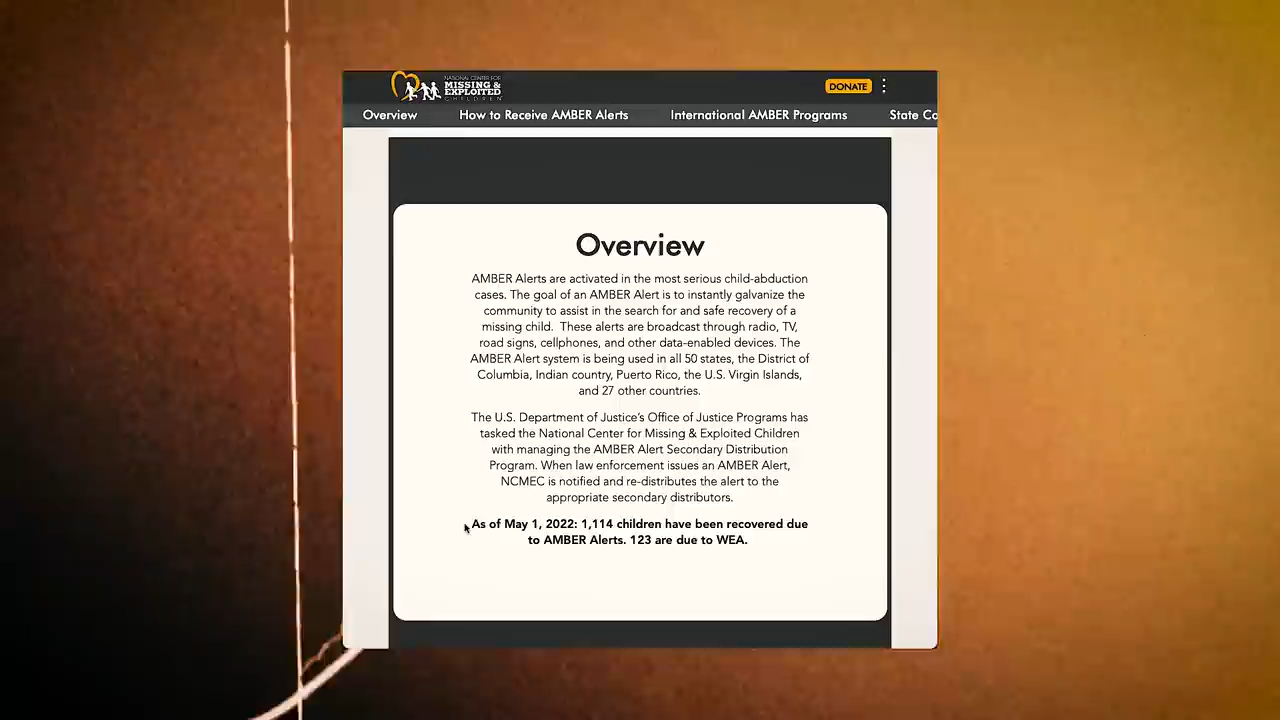 NATIONAL CENTER FOR
MISSING &
EXPLOITED
CHILDREN
DONATE
Overview How to Receive AMBER Alerts International AMBER Programs State Co
Overview
AMBER Alerts are activated in the most serious child-abduction
cases. The goal of an AMBER Alert is to instantly galvanize the
community to assist in the search for and safe recovery of a
missing child. These alerts are broadcast through radio, TV,
road signs, cellphones, and other data-enabled devices. The
AMBER Alert system is being used in all 50 states, the District of
Columbia, Indian country, Puerto Rico, the U.S. Virgin Islands,
and 27 other countries.
The U.S. Department of Justice’s Office of Justice Programs has
tasked the National Center for Missing & Exploited Children
with managing the AMBER Alert Secondary Distribution
Program. When law enforcement issues an AMBER Alert,
NCMEC is notified and re-distributes the alert to the
appropriate secondary distributors.
As of May 1, 2022: 1,114 children have been recovered due
to AMBER Alerts. 123 are due to WEA.